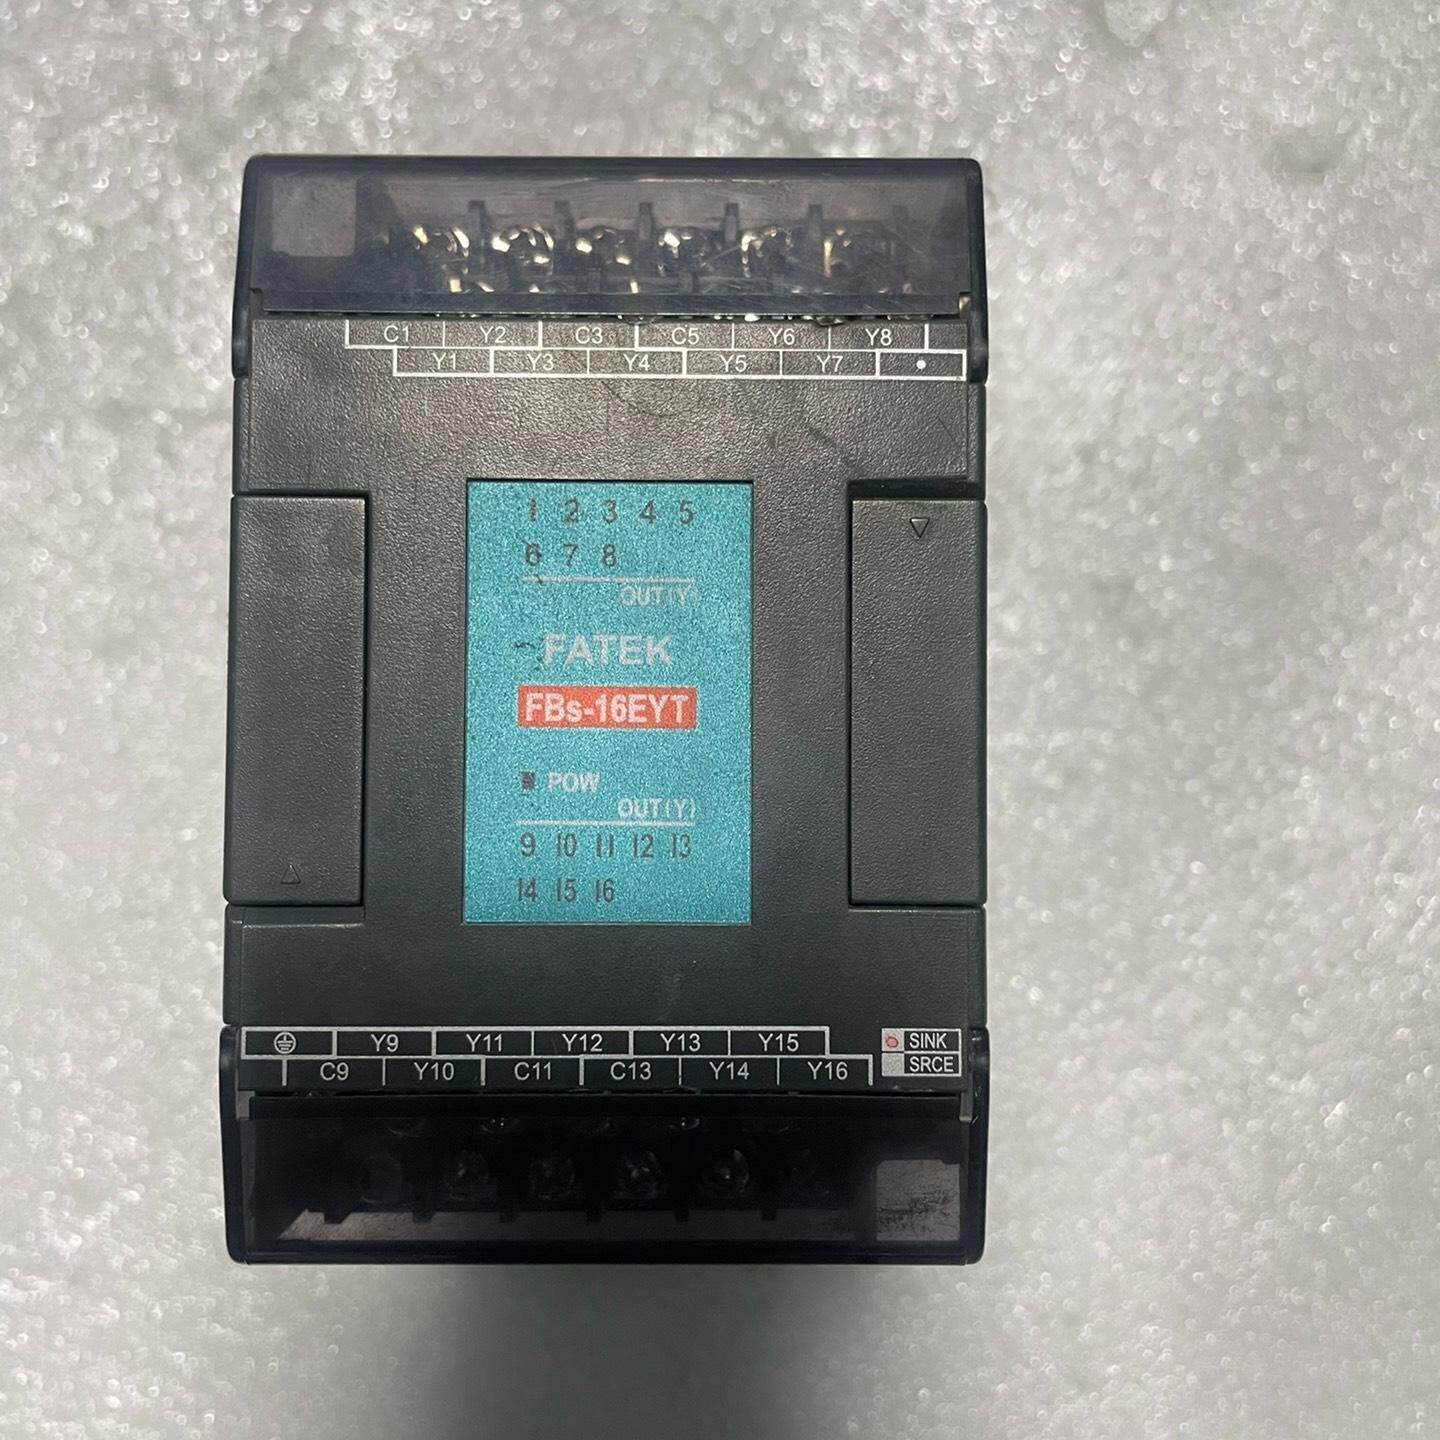 C1 Y2 C3 C5 Y6 Y8
Y1 Y3 Y4 Y5 Y7 •
1 2 3 4 5
6 7 8
OUT(Y)
FATEK
FBs-16EYT
POW
OUT(Y)
9 10 11 12 13
14 15 16
Y9 Y11 Y12 Y13 Y15 SINK
C9 Y10 C11 C13 Y14 Y16 SRCE